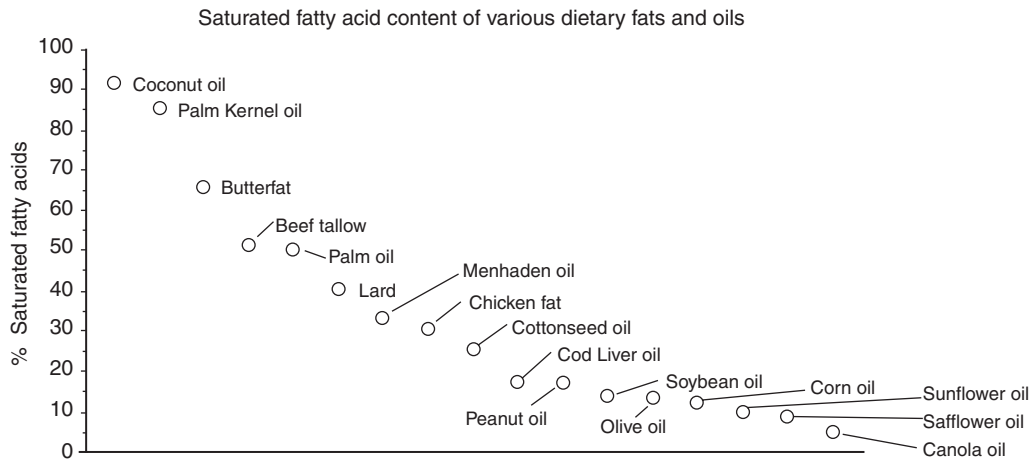 Saturated fatty acid content of various dietary fats and oils
% Saturated fatty acids
100
90
80
70
60
50
40
30
20
10
0
Coconut oil
Palm Kernel oil
Butterfat
Beef tallow
Palm oil
Lard
Menhaden oil
Chicken fat
Cottonseed oil
Cod Liver oil
Peanut oil
Soybean oil
Olive oil
Corn oil
Sunflower oil
Safflower oil
Canola oil